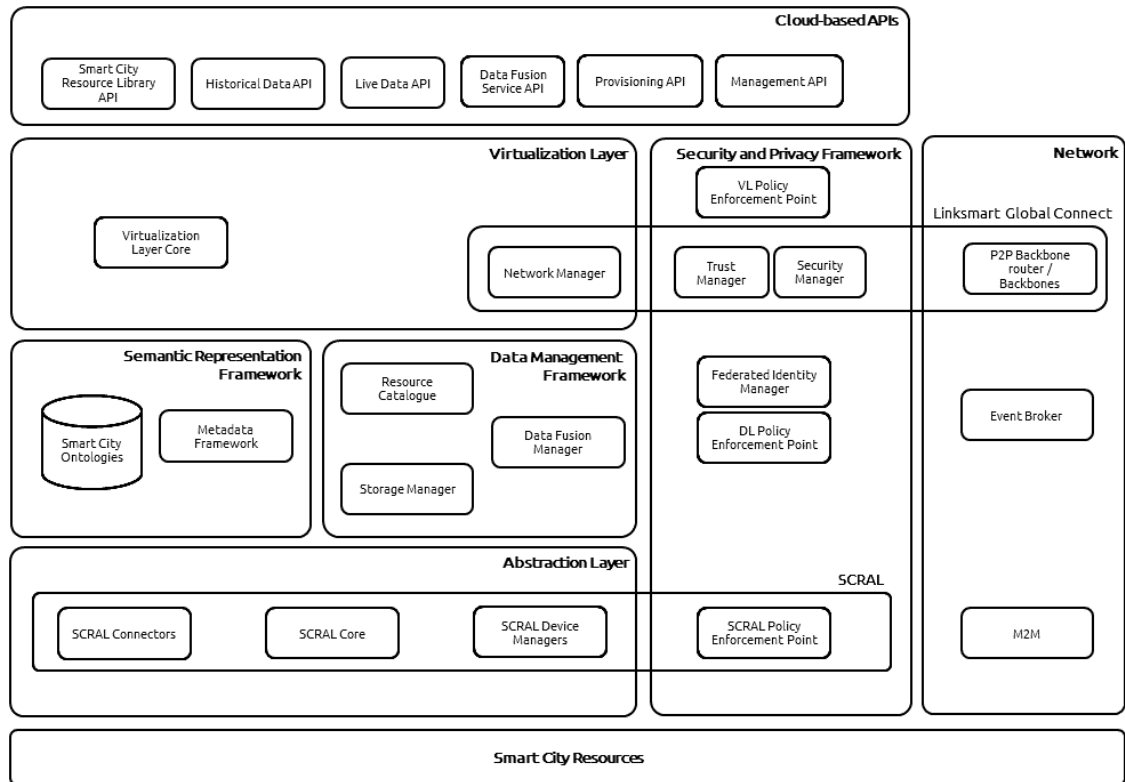 Cloud-based APIs
Smart City
Resource Library
API
Historical Data API
Live Data API
Data Fusion
Service API
Provisioning API
Management API
Virtualization Layer
Virtualization
Layer Core
Network Manager
Security and Privacy Framework
VL Policy
Enforcement Point
Trust
Manager
Security
Manager
Network
Linksmart Global Connect
P2P Backbone
router /
Backbones
Semantic Representation
Framework
Smart City
Ontologies
Metadata
Framework
Data Management
Framework
Resource
Catalogue
Data Fusion
Manager
Storage Manager
Federated Identity
Manager
DL Policy
Enforcement Point
Event Broker
Abstraction Layer
SCRAL
SCRAL Connectors
SCRAL Core
SCRAL Device
Managers
SCRAL Policy
Enforcement Point
M2M
Smart City Resources